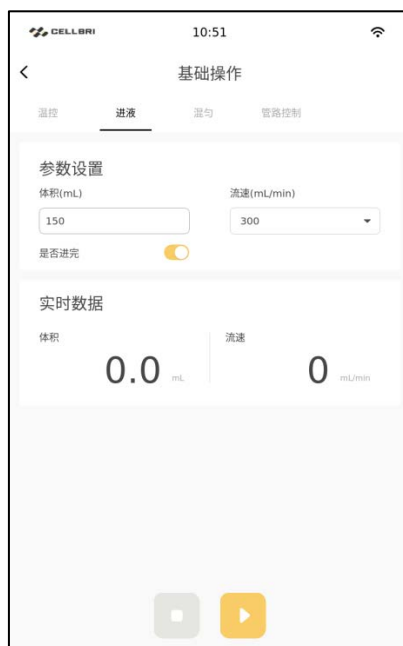 CELLBRI 10:51
基础操作
温控 进液 混匀 管路控制
参数设置
体积(mL) 流速(mL/min)
150 300
是否进完
实时数据
体积 流速
0.0 mL 0 mL/min